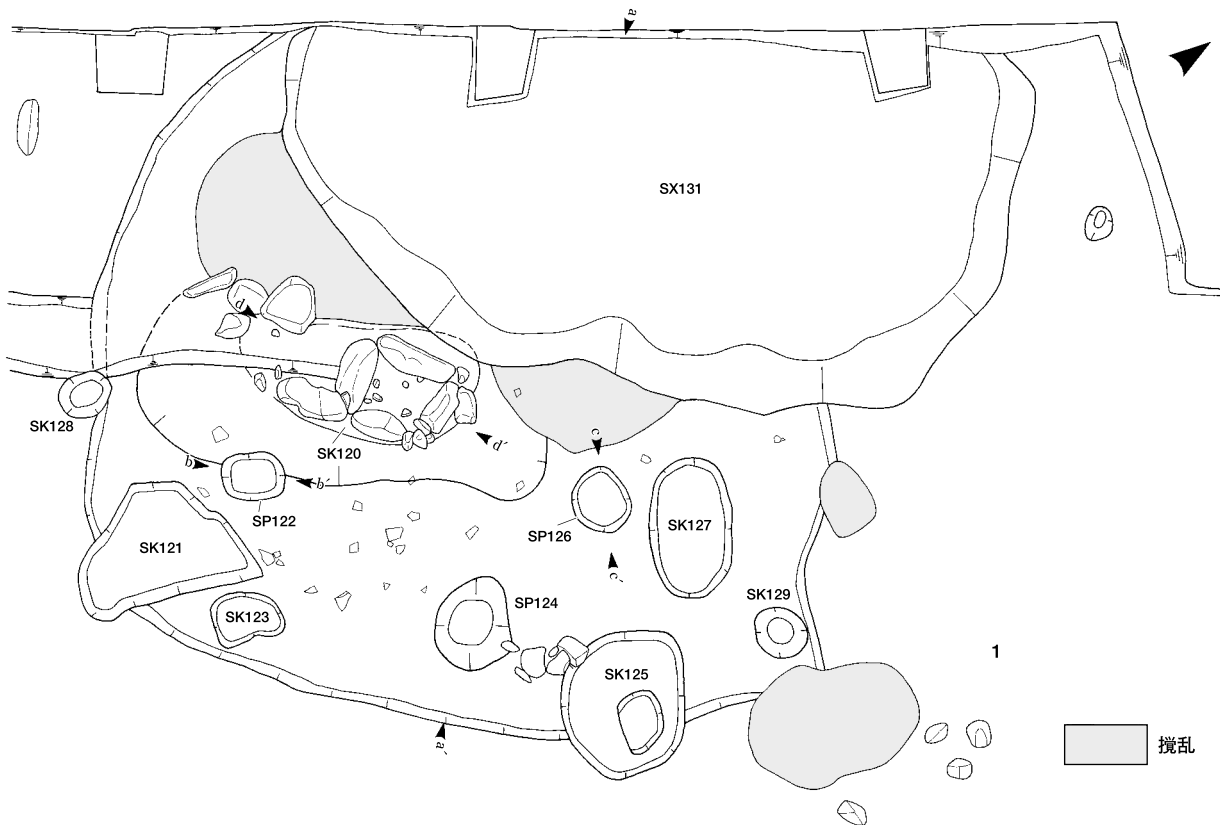 a
SX131
d
SK128
SK120
d´
c
b
b´
SP122
SP126
SK127
SK121
c´
SK123
SP124
SK129
SK125
1
a´
撹乱